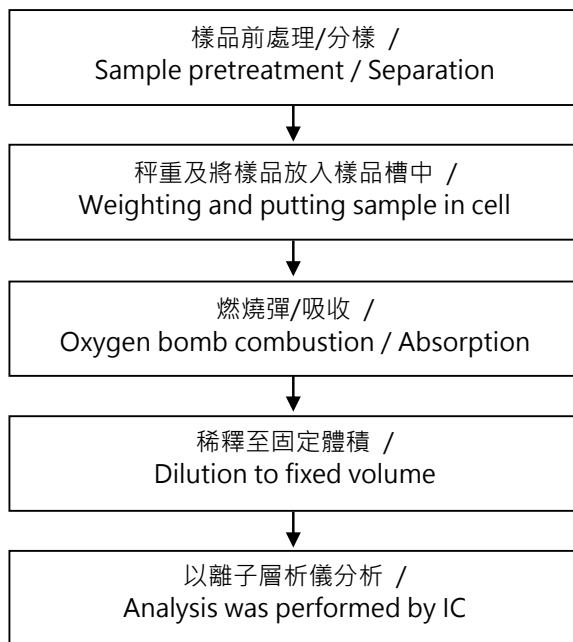 樣品前處理/分樣 /
Sample pretreatment / Separation
秤重及將樣品放入樣品槽中 /
Weighting and putting sample in cell
燃燒彈/吸收 /
Oxygen bomb combustion / Absorption
稀釋至固定體積 /
Dilution to fixed volume
以離子層析儀分析 /
Analysis was performed by IC